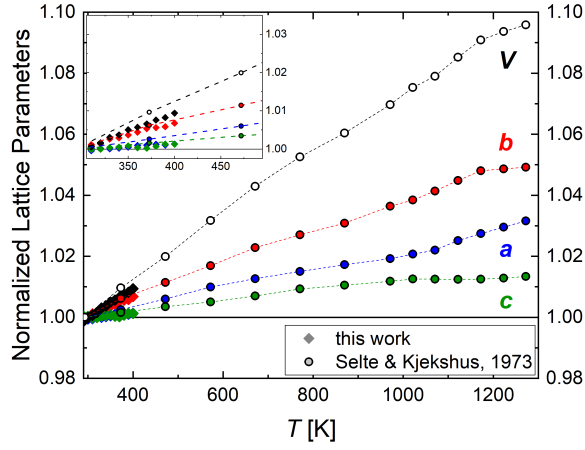 1.10
1.08
1.06
1.04
1.02
1.00
0.98
Normalized Lattice Parameters
1.10
1.08
1.06
1.04
1.02
1.00
0.98
400 600 800 1000 1200
T [K]
1.03
1.02
1.01
1.00
350 400 450
V
b
a
c
this work
Selte & Kjekshus, 1973